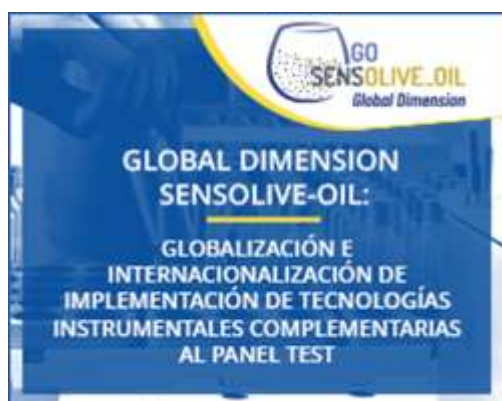 GO
SENSOLIVE_OIL
Global Dimension
GLOBAL DIMENSION
SENSOLIVE-OIL:
GLOBALIZACIÓN E
INTERNACIONALIZACIÓN DE
IMPLEMENTACIÓN DE TECNOLOGÍAS
INSTRUMENTALES COMPLEMENTARIAS
AL PANEL TEST